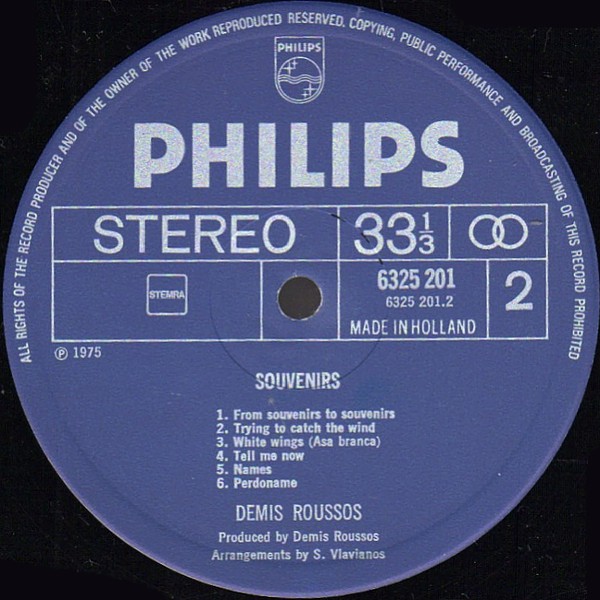 ALL RIGHTS OF THE RECORD PRODUCER AND OF THE OWNER OF THE WORK REPRODUCED RESERVED. COPYING, PUBLIC PERFORMANCE AND BROADCASTING OF THIS RECORD PROHIBITED
PHILIPS
PHILIPS
STEREO
33 1/3
6325 201
6325 201.2
2
STEMRA
MADE IN HOLLAND
℗ 1975
SOUVENIRS
1. From souvenirs to souvenirs
2. Trying to catch the wind
3. White wings (Asa branca)
4. Tell me now
5. Names
6. Perdoname
DEMIS ROUSSOS
Produced by Demis Roussos
Arrangements by S. Vlavianos